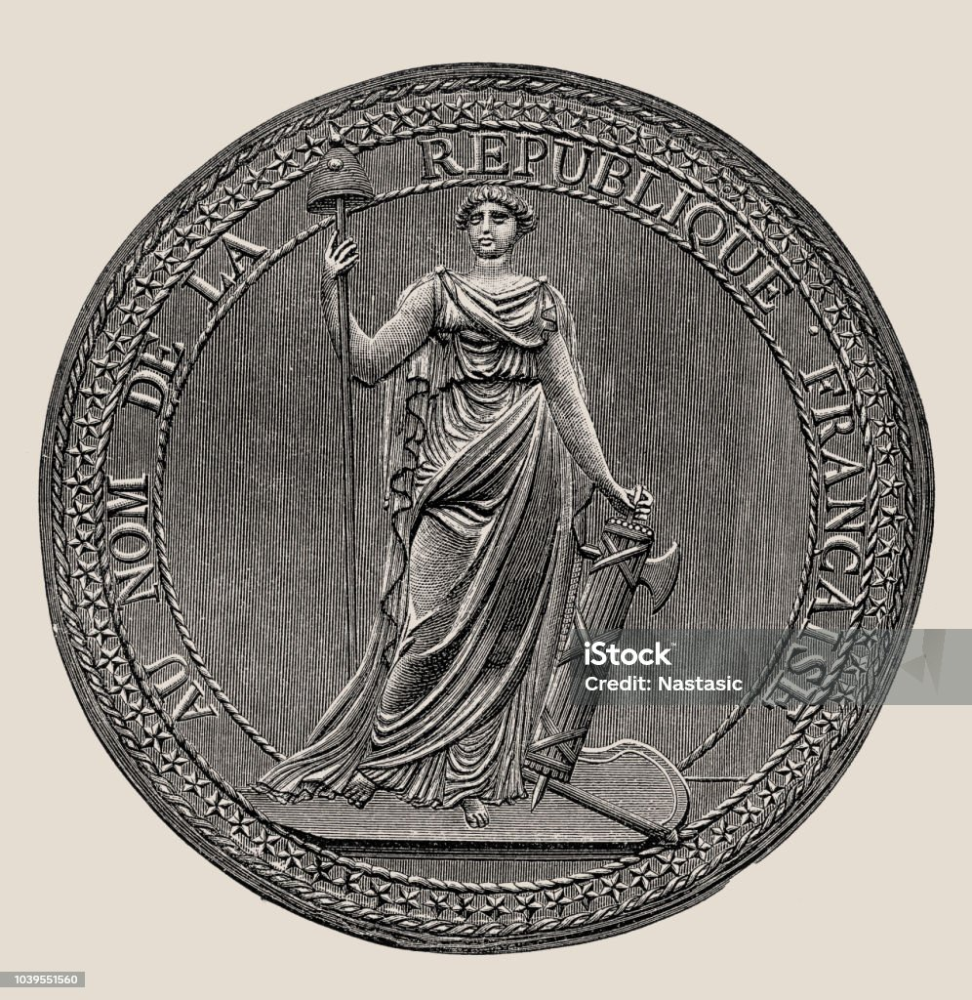 AU NOM DE LA REPUBLIQUE . FRANCAISE
iStock
Credit: Nastasic
1039551560